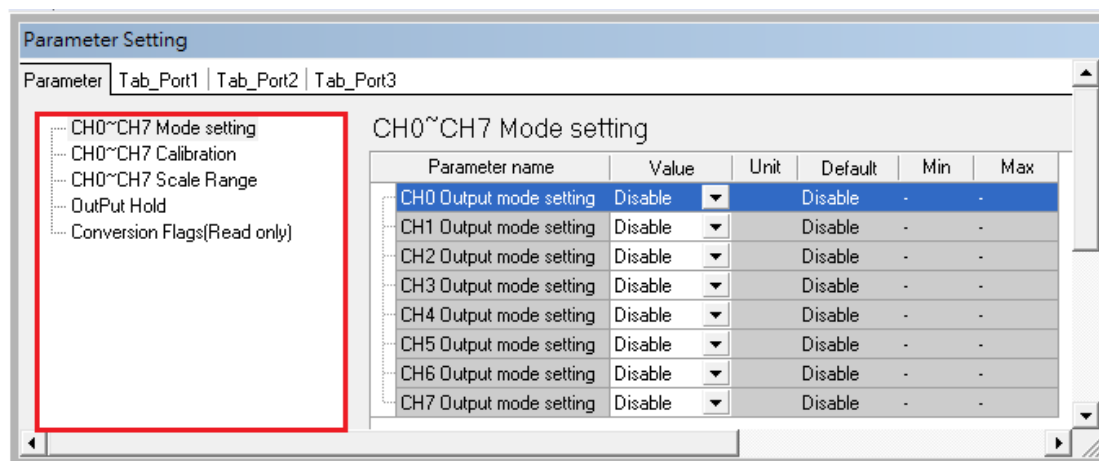 Parameter Setting
Parameter Tab_Port1 Tab_Port2 Tab_Port3
CH0~CH7 Mode setting
CH0~CH7 Calibration
CH0~CH7 Scale Range
OutPut Hold
Conversion Flags(Read only)
CH0~CH7 Mode setting
Parameter name Value Unit Default Min Max
CH0 Output mode setting Disable Disable - -
CH1 Output mode setting Disable Disable - -
CH2 Output mode setting Disable Disable - -
CH3 Output mode setting Disable Disable - -
CH4 Output mode setting Disable Disable - -
CH5 Output mode setting Disable Disable - -
CH6 Output mode setting Disable Disable - -
CH7 Output mode setting Disable Disable - -